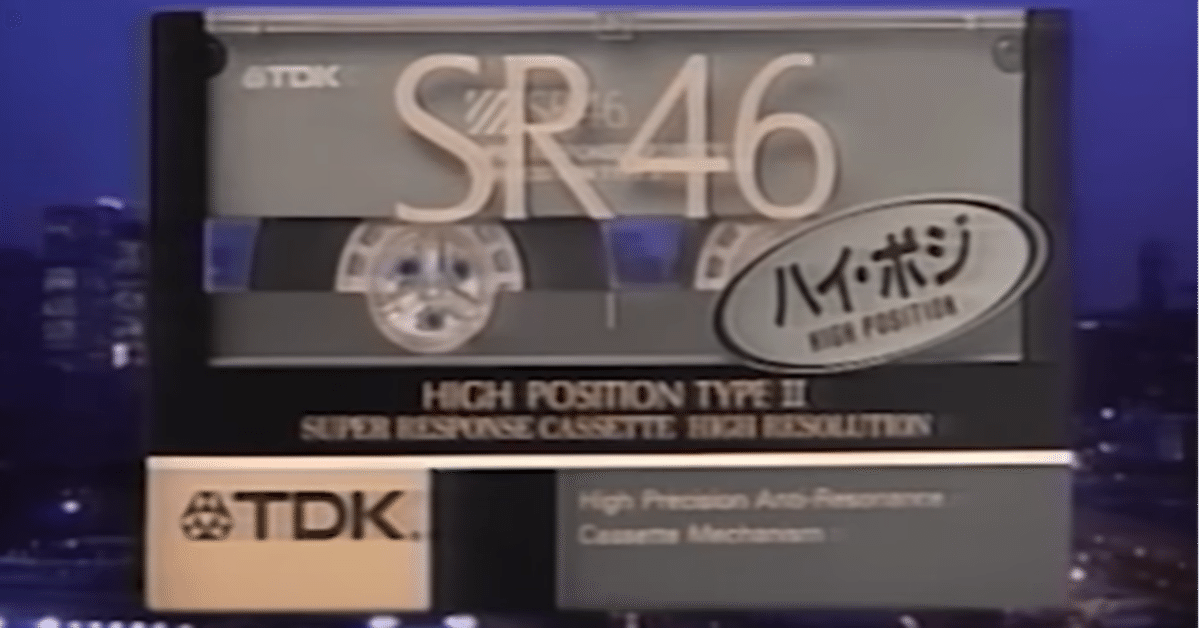 TDK
SR46
SR46
ハイ・ポジ
HIGH POSITION
HIGH POSITION TYPE II
SUPER RESPONSE CASSETTE HIGH RESOLUTION
TDK.
High Precision Anti-Resonance
Cassette Mechanism